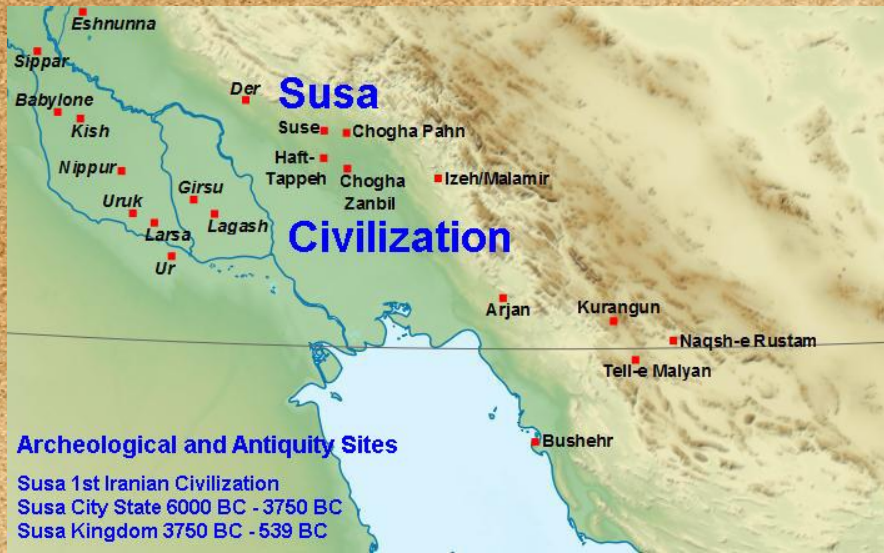 Eshnunna
Sippar
Der
Susa
Babylone
Kish
Suse
Chogha Pahn
Haft-
Tappeh
Chogha
Zanbil
Izeh/Malamir
Nippur
Girsu
Uruk
Larsa
Lagash
Civilization
Ur
Arjan
Kurangun
Naqsh-e Rustam
Tell-e Malyan
Bushehr
Archeological and Antiquity Sites
Susa 1st Iranian Civilization
Susa City State 6000 BC - 3750 BC
Susa Kingdom 3750 BC - 539 BC